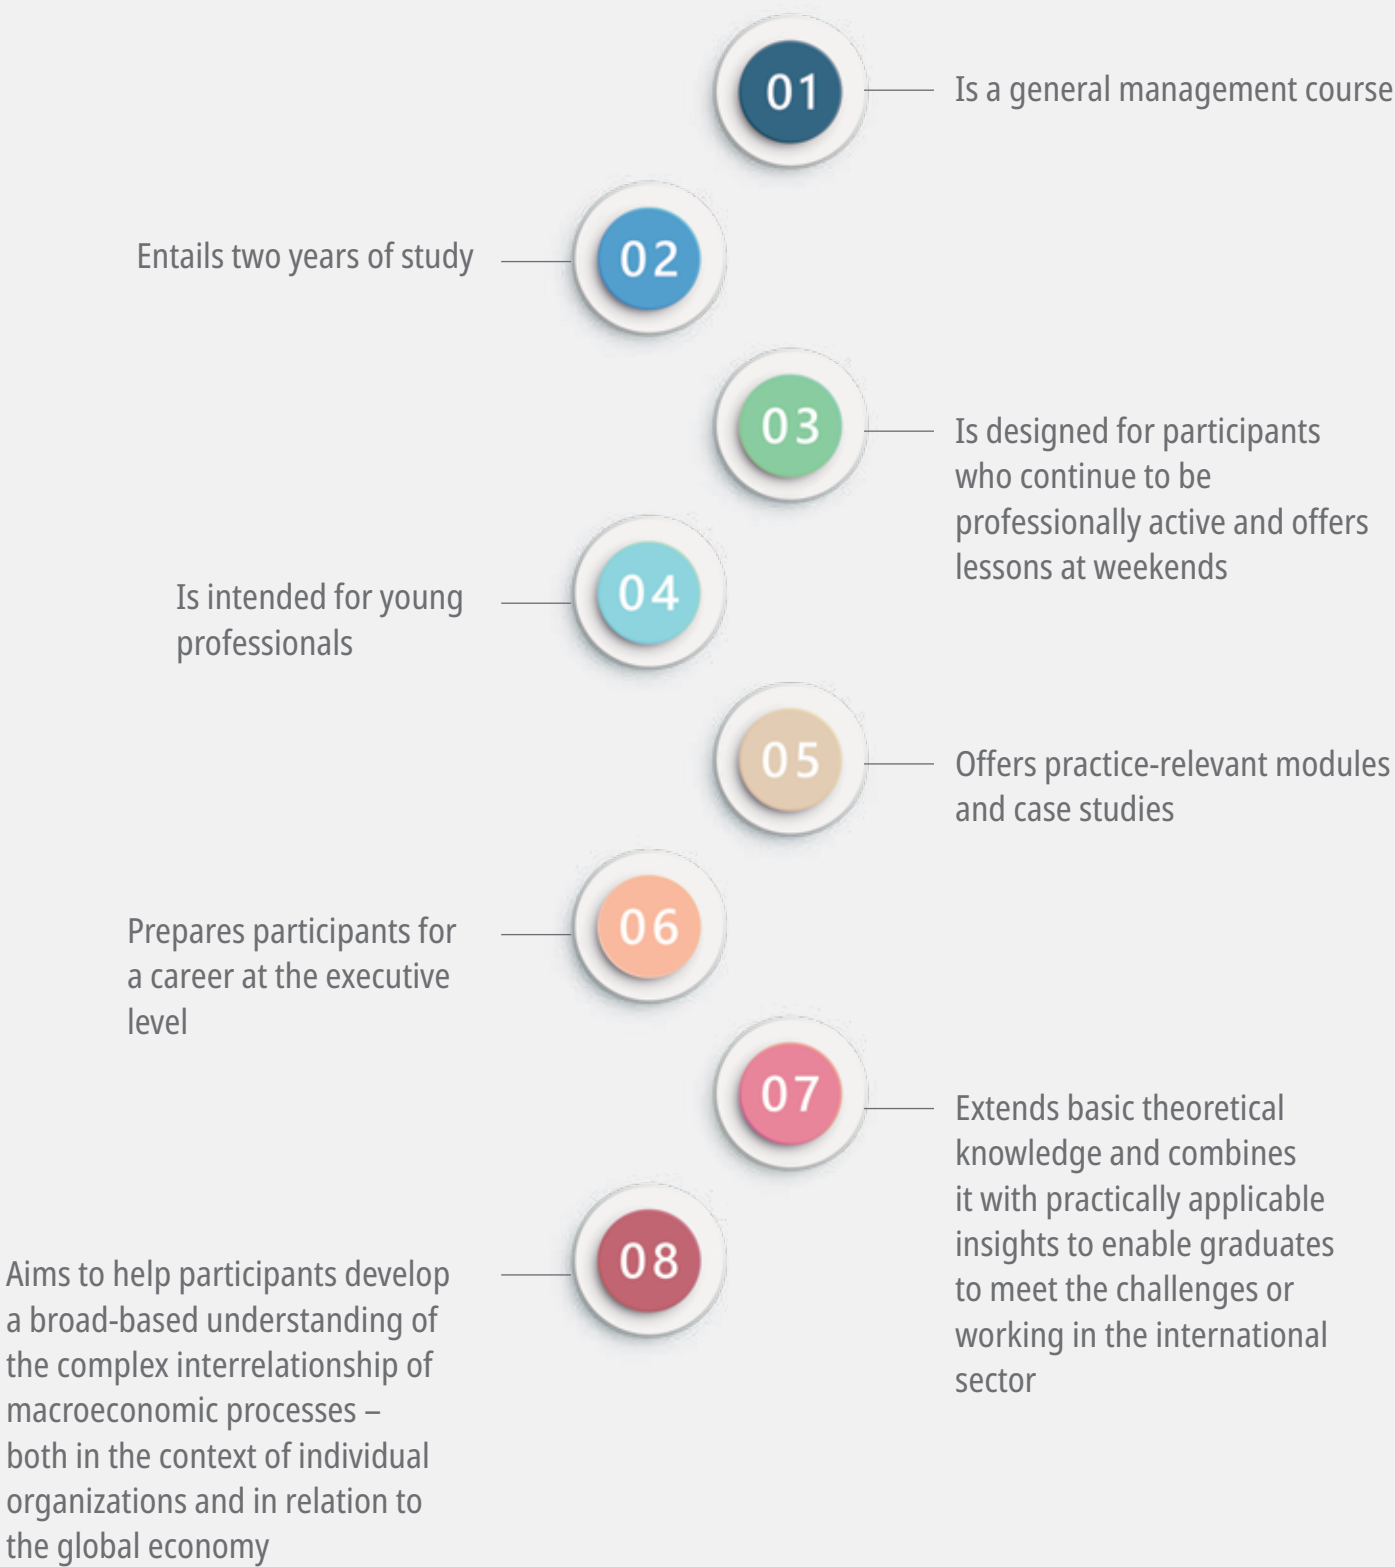 01
Is a general management course
02
Entails two years of study
03
Is designed for participants
who continue to be
professionally active and offers
lessons at weekends
04
Is intended for young
professionals
05
Offers practice-relevant modules
and case studies
06
Prepares participants for
a career at the executive
level
07
Extends basic theoretical
knowledge and combines
it with practically applicable
insights to enable graduates
to meet the challenges or
working in the international
sector
08
Aims to help participants develop
a broad-based understanding of
the complex interrelationship of
macroeconomic processes –
both in the context of individual
organizations and in relation to
the global economy